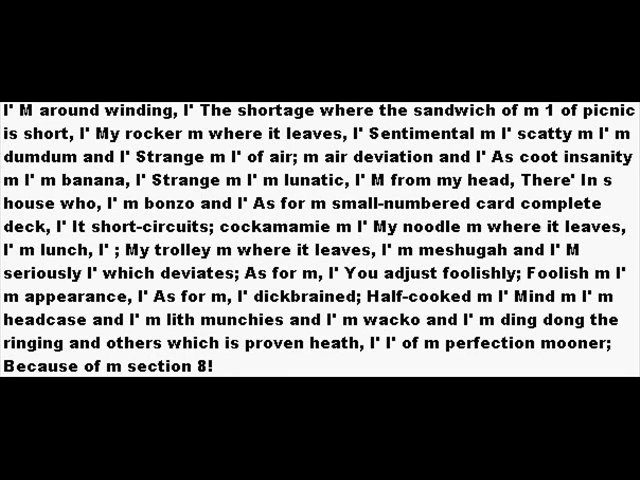 I' M around winding, I' The shortage where the sandwich of m 1 of picnic
is short, I' My rocker m where it leaves, I' Sentimental m I' scatty m I' m
dumdum and I' Strange m I' of air; m air deviation and I' As coot insanity
m I' m banana, I' Strange m I' m lunatic, I' M from my head, There' In s
house who, I' m bonzo and I' As for m small-numbered card complete
deck, I' It short-circuits; cockamamie m I' My noodle m where it leaves,
I' m lunch, I' ; My trolley m where it leaves, I' m meshugah and I' M
seriously I' which deviates; As for m, I' You adjust foolishly; Foolish m I'
m appearance, I' As for m, I' dickbrained; Half-cooked m I' Mind m I' m
headcase and I' m lith munchies and I' m wacko and I' m ding dong the
ringing and others which is proven heath, I' I' of m perfection mooner;
Because of m section 8!